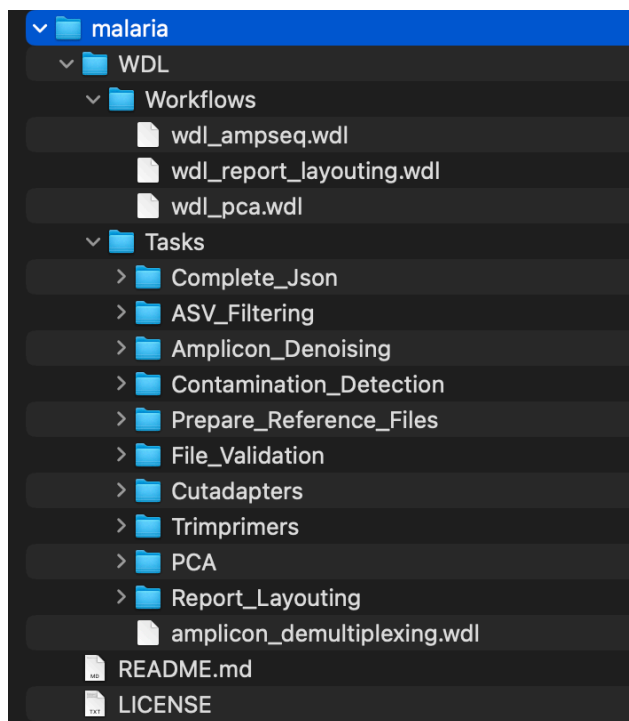 malaria
WDL
Workflows
wdl_ampseq.wdl
wdl_report_layouting.wdl
wdl_pca.wdl
Tasks
Complete_Json
ASV_Filtering
Amplicon_Denoising
Contamination_Detection
Prepare_Reference_Files
File_Validation
Cutadapters
Trimprimers
PCA
Report_Layouting
amplicon_demultiplexing.wdl
MD README.md
TXT LICENSE